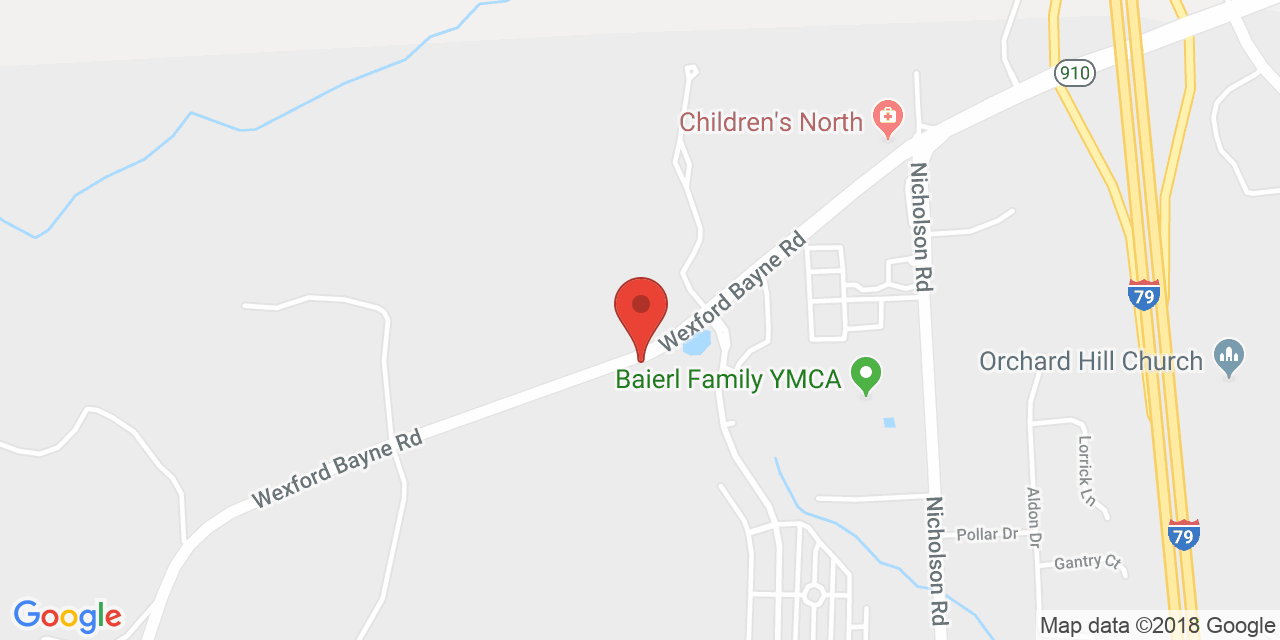 910
Children's North
Nicholson Rd
Wexford Bayne Rd
79
Orchard Hill Church
Baierl Family YMCA
Wexford Bayne Rd
Lorrick Ln
Aldon Dr
Nicholson Rd
Pollar Dr
79
Gantry Ct
Google
Map data ©2018 Google